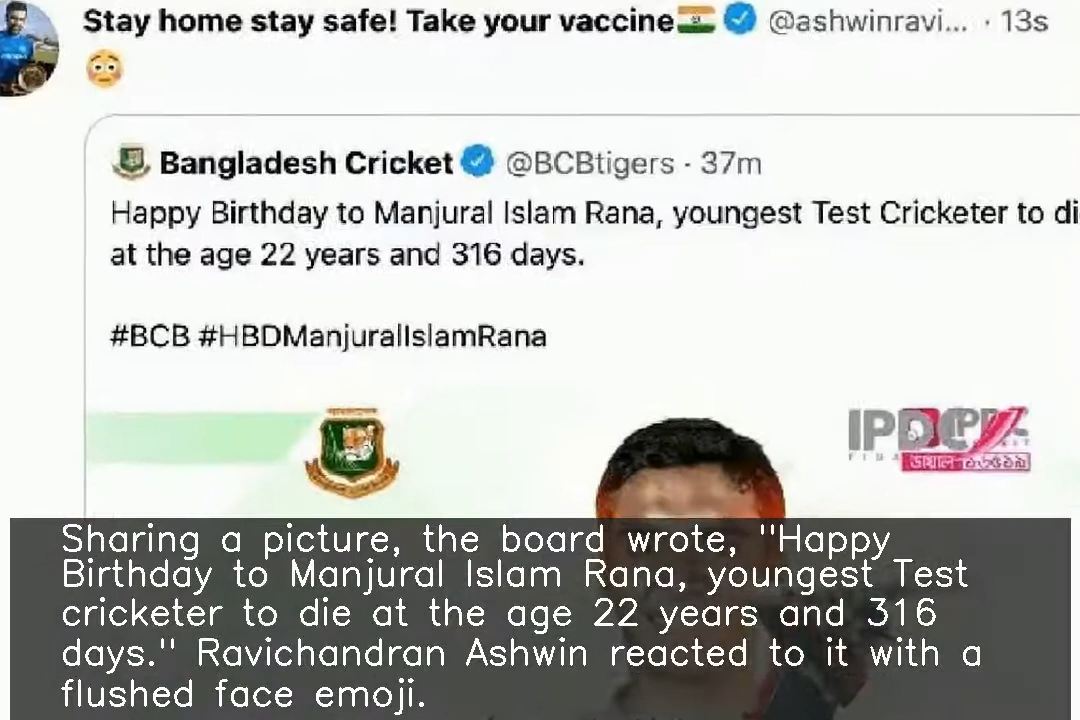 Stay home stay safe! Take your vaccine @ashwinravi... · 13s
Bangladesh Cricket @BCBtigers · 37m
Happy Birthday to Manjural Islam Rana, youngest Test Cricketer to di
at the age 22 years and 316 days.
#BCB #HBDManjuralIslamRana
IPDC
Sharing a picture, the board wrote, "Happy
Birthday to Manjural Islam Rana, youngest Test
cricketer to die at the age 22 years and 316
days." Ravichandran Ashwin reacted to it with a
flushed face emoji.